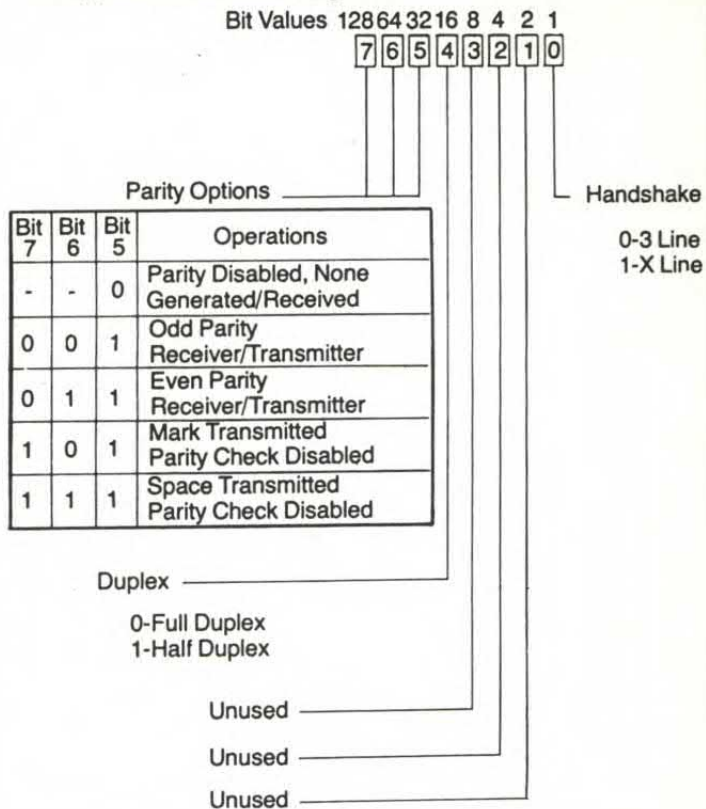 Bit Values 128 64 32 16 8 4 2 1
7 6 5 4 3 2 1 0
Parity Options
Handshake
0-3 Line
1-X Line
Bit 7 Bit 6 Bit 5 Operations
- - 0 Parity Disabled, None
Generated/Received
0 0 1 Odd Parity
Receiver/Transmitter
0 1 1 Even Parity
Receiver/Transmitter
1 0 1 Mark Transmitted
Parity Check Disabled
1 1 1 Space Transmitted
Parity Check Disabled
Duplex
0-Full Duplex
1-Half Duplex
Unused
Unused
Unused